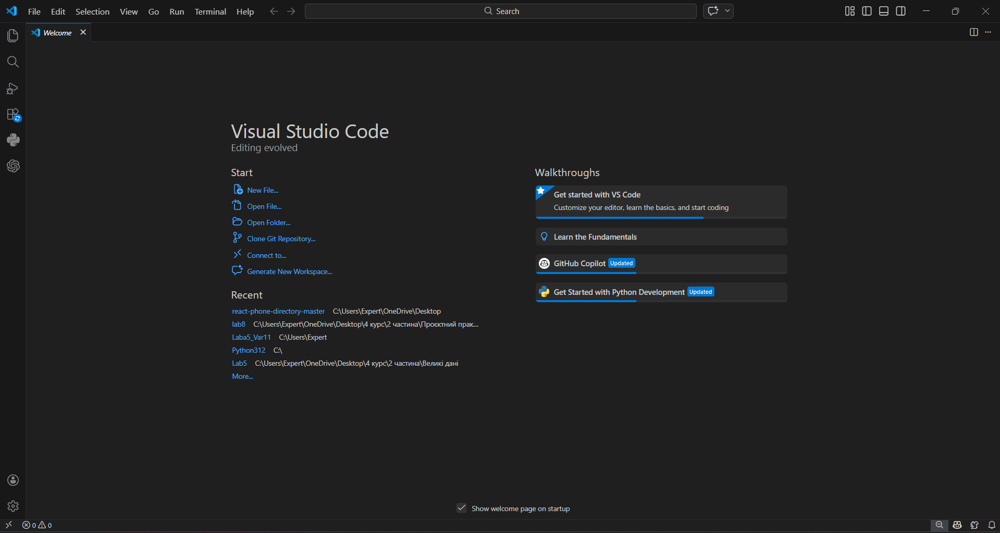 File Edit Selection View Go Run Terminal Help Search
Welcome
Visual Studio Code
Editing evolved
Start
New File...
Open File...
Open Folder...
Clone Git Repository...
Connect to...
Generate New Workspace...
Recent
react-phone-directory-master C:\Users\Expert\OneDrive\Desktop
lab8 C:\Users\Expert\OneDrive\Desktop\4 курс\2 частина\Проєктний прак...
Laba5_Var11 C:\Users\Expert
Python312 C:\
Lab5 C:\Users\Expert\OneDrive\Desktop\4 курс\2 частина\Великі дані
More...
Walkthroughs
Get started with VS Code
Customize your editor, learn the basics, and start coding
Learn the Fundamentals
GitHub Copilot Updated
Get Started with Python Development Updated
Show welcome page on startup
0 0